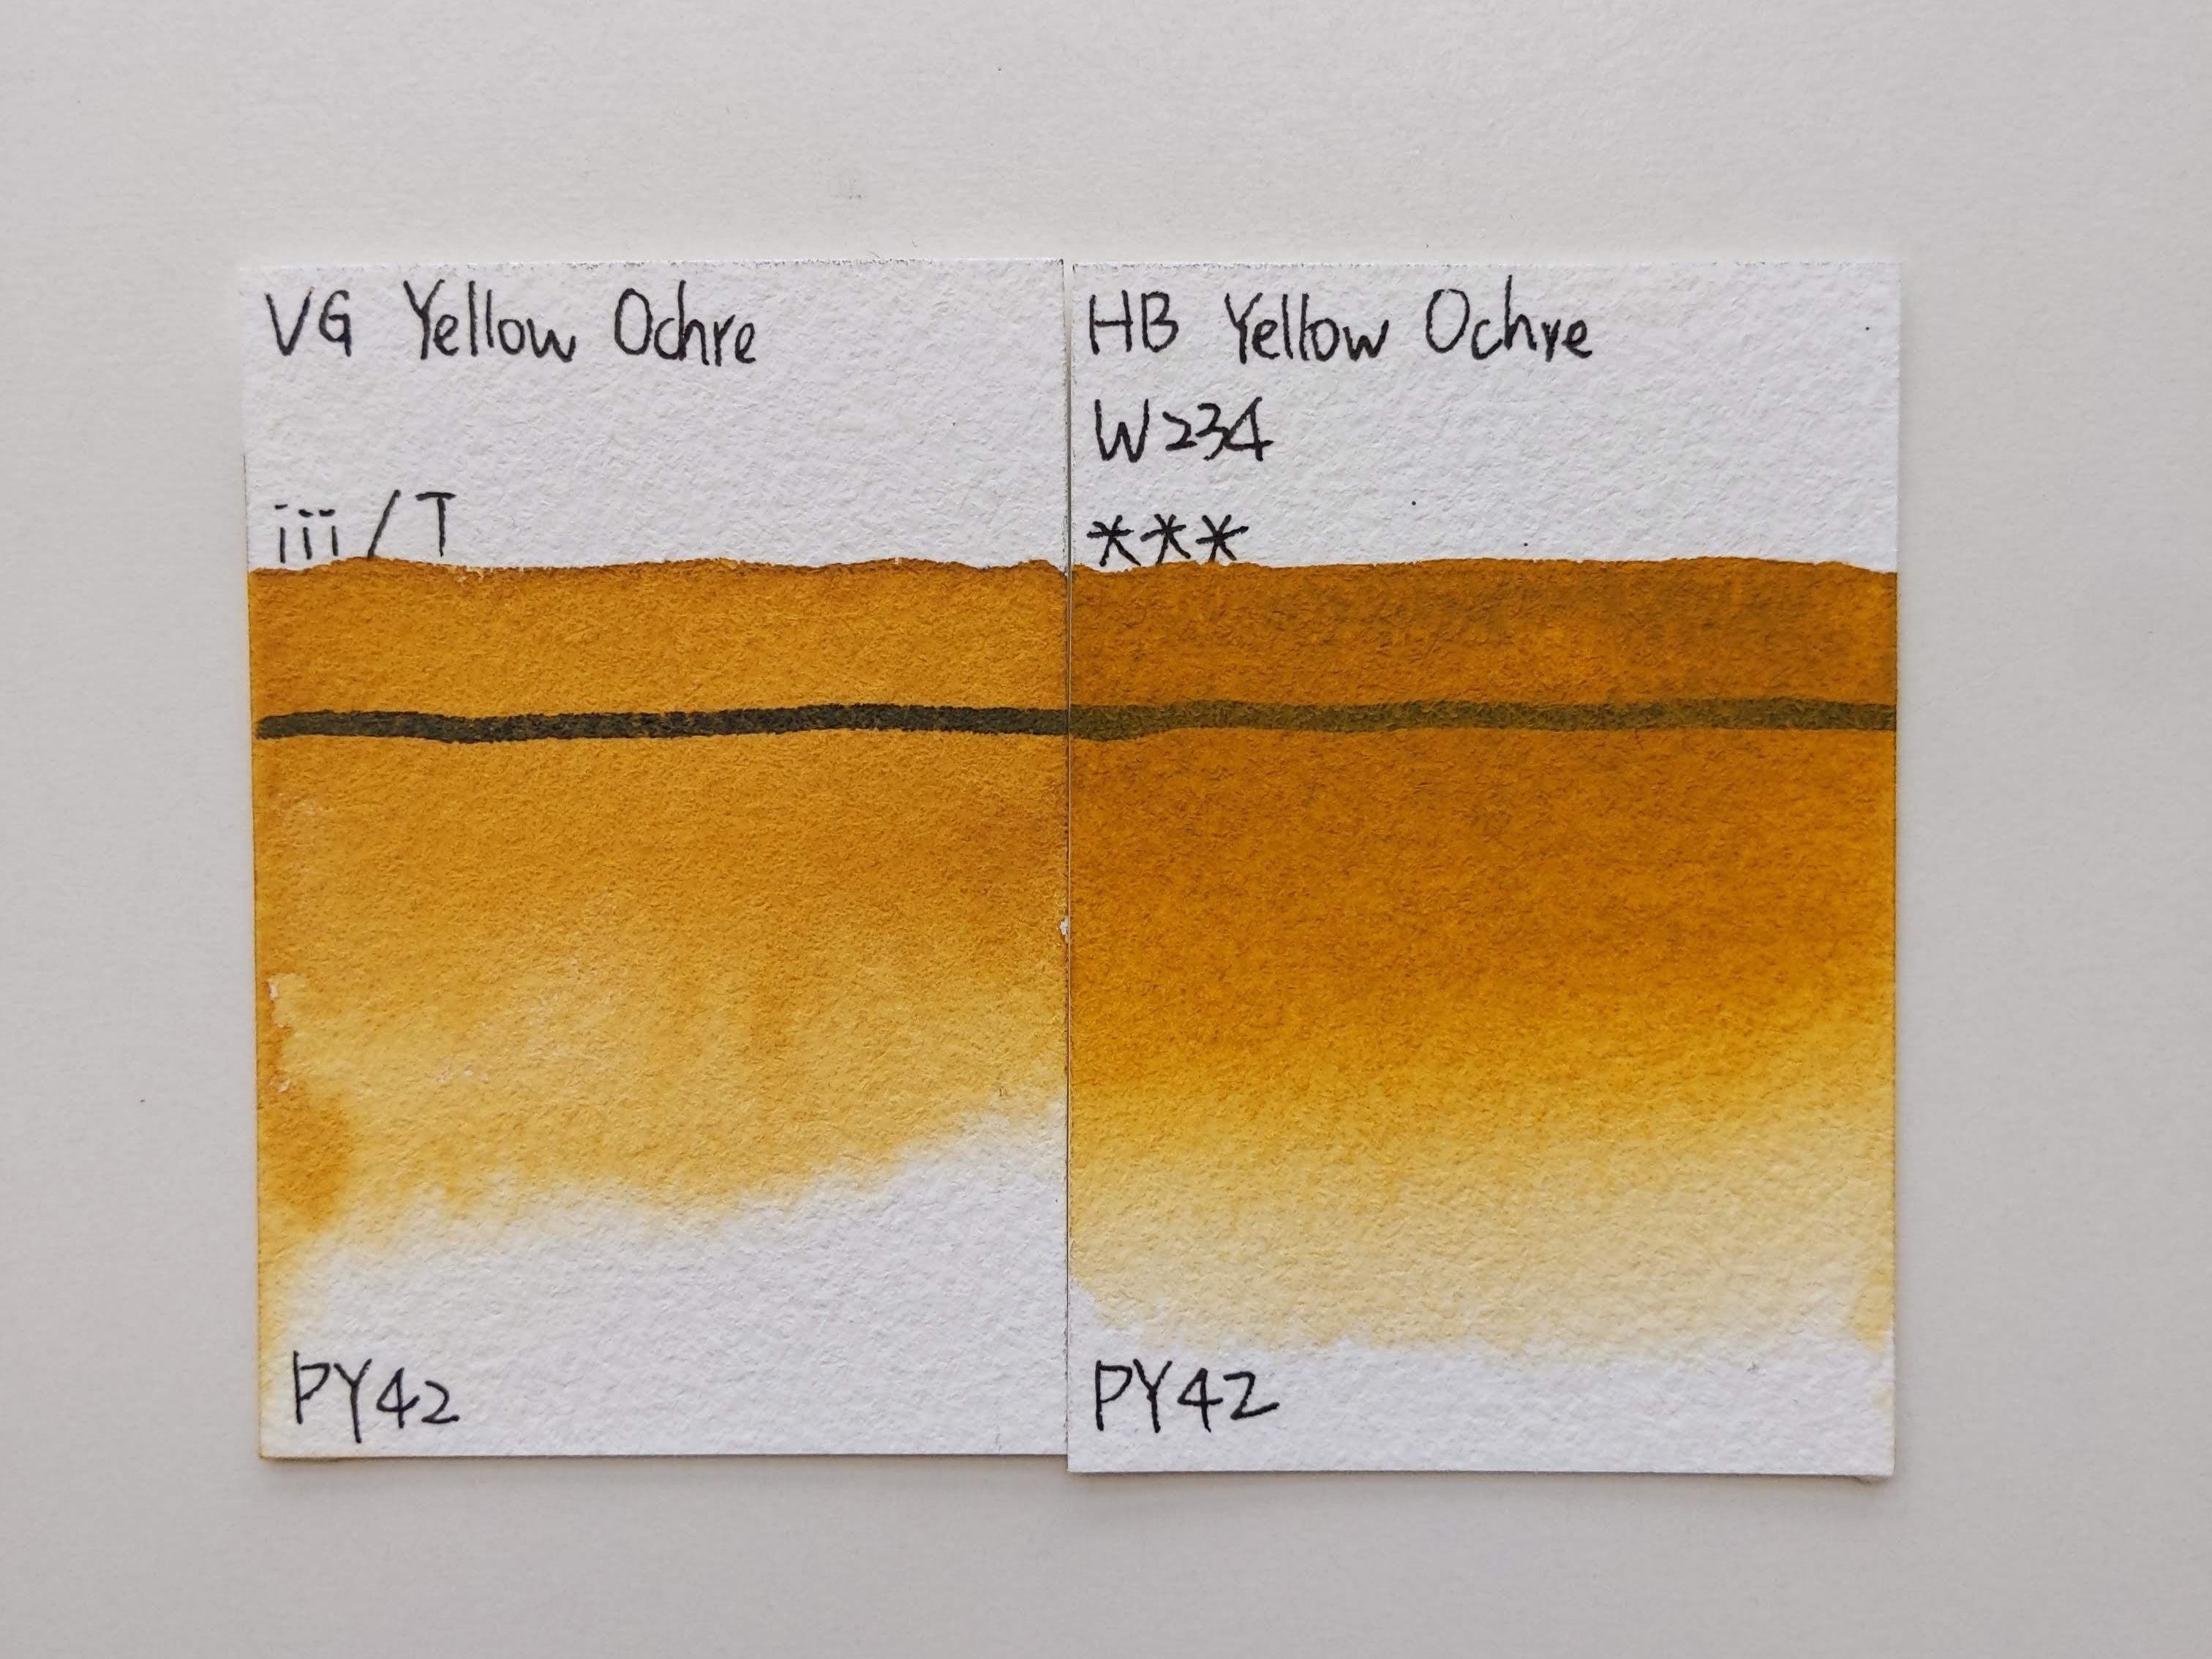 VG Yellow Ochre
iii/T
PY42
HB Yellow Ochre
W234
***
PY42